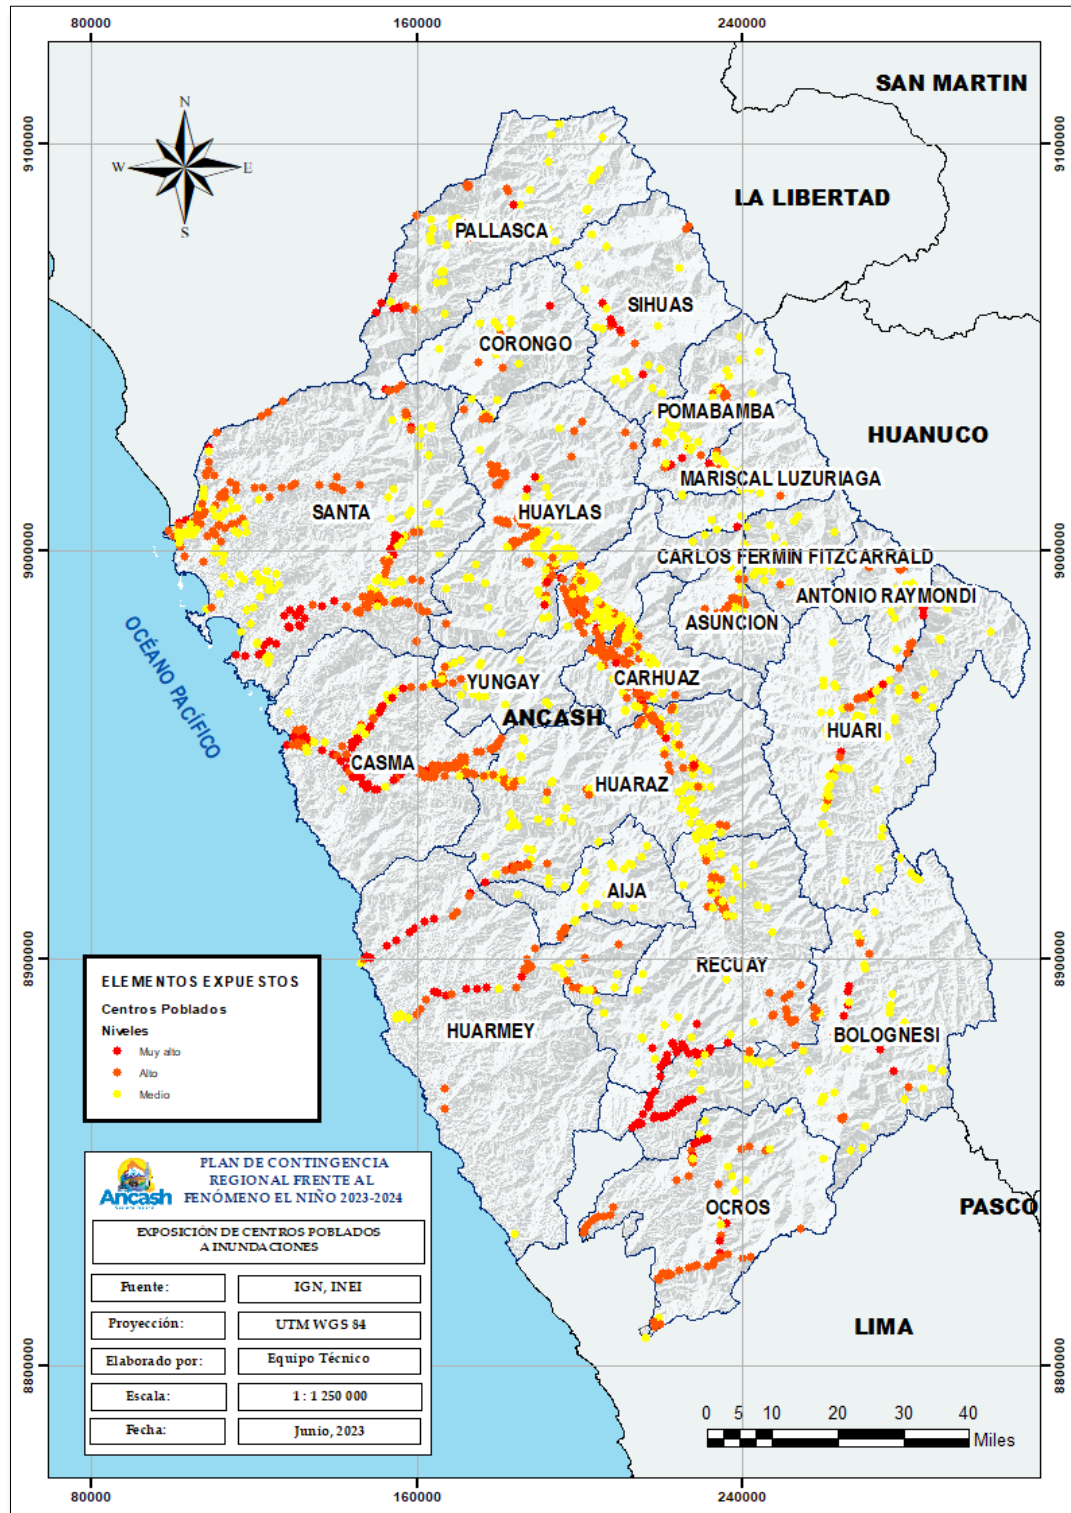 80000 160000 240000
SAN MARTIN
N
W E
S
9100000 9100000
LA LIBERTAD
PALLASCA
SIHUAS
CORONGO
POMABAMBA
HUANUCO
MARISCAL LUZURIAGA
SANTA
HUAYLAS
9000000 9000000
CARLOS FERMIN FITZCARRALD
ANTONIO RAYMONDI
ASUNCION
OCÉANO PACÍFICO
YUNGAY
CARHUAZ
ANCASH
HUARI
CASMA
HUARAZ
AIJA
8900000 8900000
RECUAY
ELEMENTOS EXPUESTOS
Centros Poblados
Niveles
Muy alto
Alto
Medio
HUARMEY
BOLOGNESI
Ancash
PLAN DE CONTINGENCIA
REGIONAL FRENTE AL
FENÓMENO EL NIÑO 2023-2024
EXPOSICIÓN DE CENTROS POBLADOS
A INUNDACIONES
Fuente: IGN, INEI
Proyección: UTM WGS 84
Elaborado por: Equipo Técnico
Escala: 1 : 1 250 000
Fecha: Junio, 2023
OCROS
PASCO
LIMA
8800000 8800000
0 5 10 20 30 40
Miles
80000 160000 240000